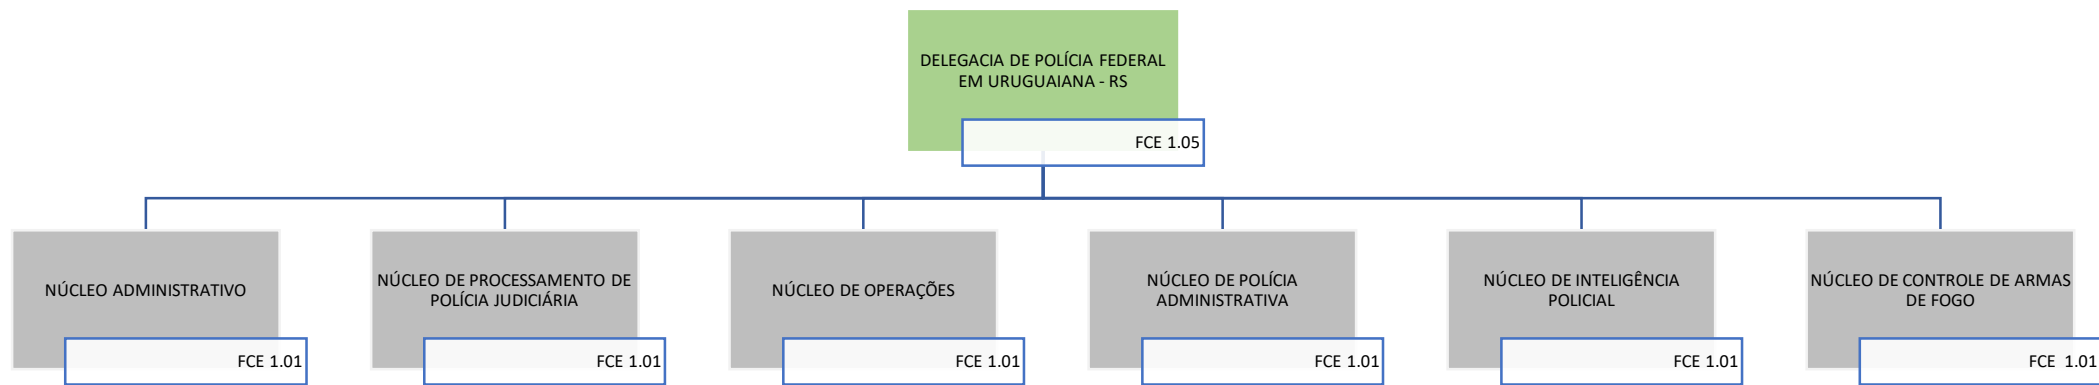 DELEGACIA DE POLÍCIA FEDERAL
EM URUGUAIANA - RS
FCE 1.05
NÚCLEO ADMINISTRATIVO
FCE 1.01
NÚCLEO DE PROCESSAMENTO DE
POLÍCIA JUDICIÁRIA
FCE 1.01
NÚCLEO DE OPERAÇÕES
FCE 1.01
NÚCLEO DE POLÍCIA
ADMINISTRATIVA
FCE 1.01
NÚCLEO DE INTELIGÊNCIA
POLICIAL
FCE 1.01
NÚCLEO DE CONTROLE DE ARMAS
DE FOGO
FCE 1.01